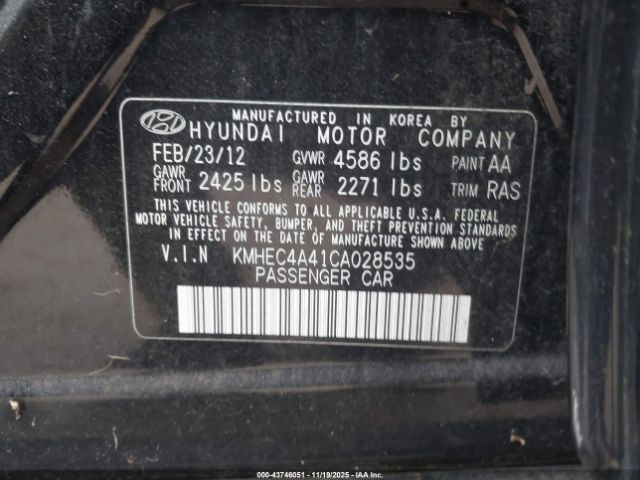 MANUFACTURED IN KOREA BY
HYUNDAI MOTOR COMPANY
FEB/23/12 GVWR 4586 lbs PAINT AA
GAWR FRONT 2425 lbs GAWR REAR 2271 lbs TRIM RAS
THIS VEHICLE CONFORMS TO ALL APPLICABLE U.S.A. FEDERAL
MOTOR VEHICLE SAFETY, BUMPER, AND THEFT PREVENTION STANDARDS
IN EFFECT ON THE DATE OF MANUFACTURE SHOWN ABOVE.
V.I.N KMHEC4A41CA028535
PASSENGER CAR
000-43746051 - 11/19/2025 - IAAI.COM